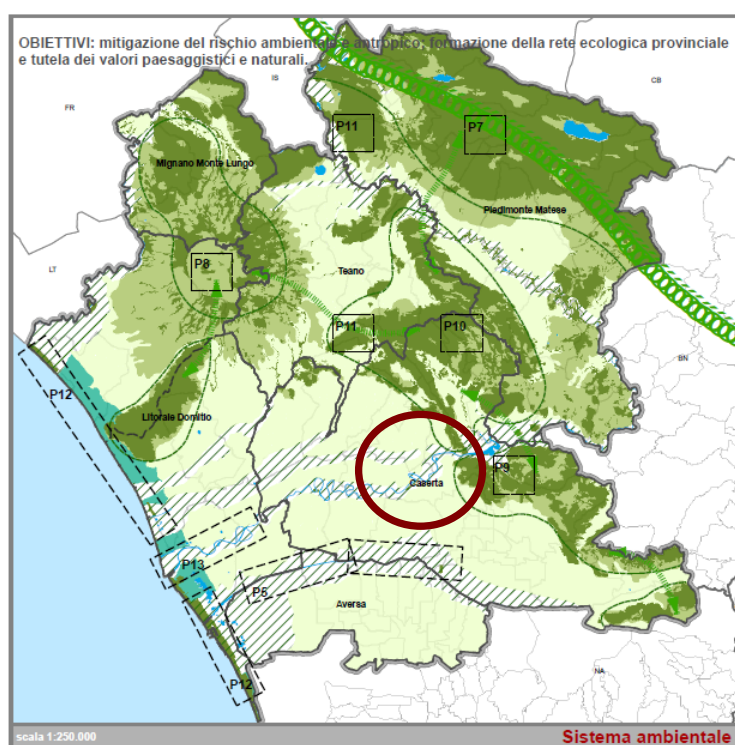 OBIETTIVI: mitigazione del rischio ambientale e antropico; formazione della rete ecologica provinciale
e tutela dei valori paesaggistici e naturali.
IS
CB
FR
P11
P7
Mignano Monte Lungo
Piedimonte Matese
LT
P8
Teano
P11
P10
BN
P12
Litorale Domitio
Caserta
P9
P13
P5
Aversa
NA
P12
scala 1:250.000
Sistema ambientale